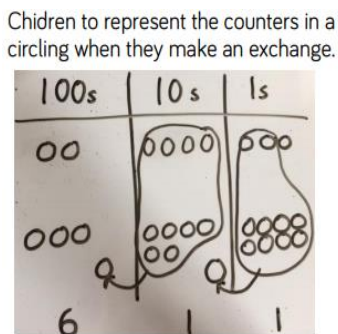 Chidren to represent the counters in a
circling when they make an exchange.
100s 10s 1s
6 1 1